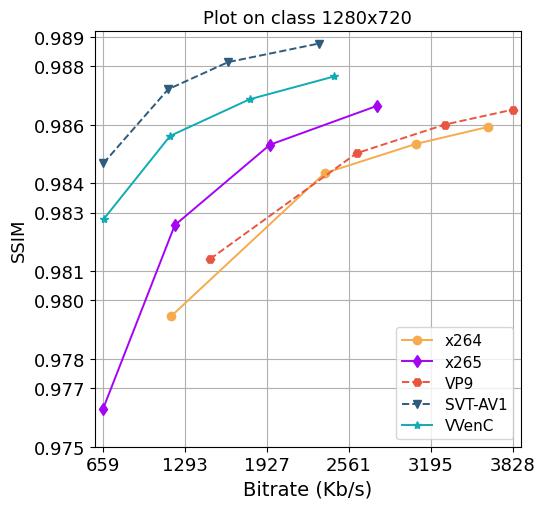 Plot on class 1280x720
0.989
0.988
0.986
0.984
0.983
0.981
0.980
0.978
0.977
0.975
SSIM
x264
x265
VP9
SVT-AV1
VVenC
659 1293 1927 2561 3195 3828
Bitrate (Kb/s)